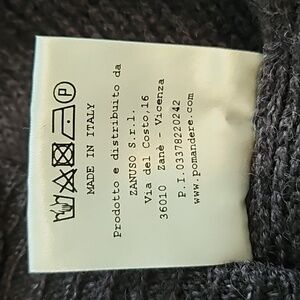 P
MADE IN ITALY
Prodotto e distribuito da
ZANUSO S.r.l.
Via del Costo,16
36010 Zanè - Vicenza
P.I.03378220242
www.pomandere.com